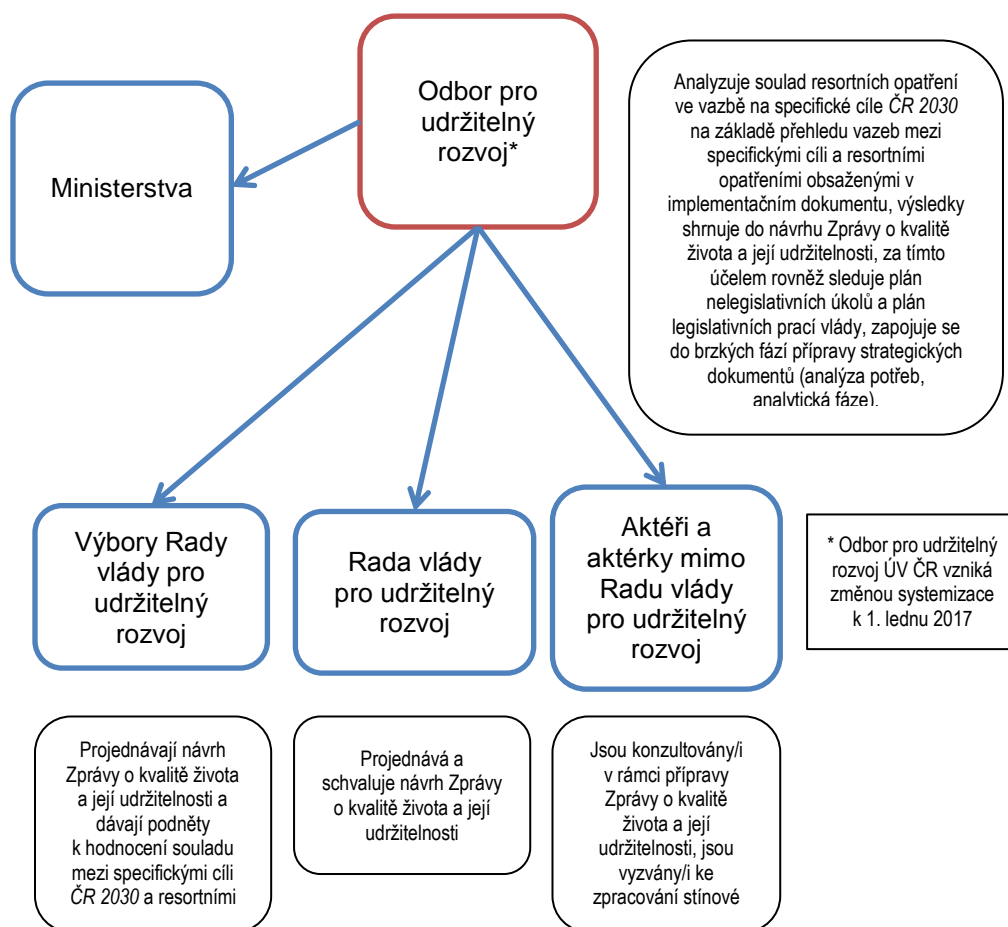 Odbor pro
udržitelný
rozvoj*
Ministerstva
Analyzuje soulad resortních opatření
ve vazbě na specifické cíle ČR 2030
na základě přehledu vazeb mezi
specifickými cíli a resortními
opatřeními obsaženými v
implementačním dokumentu, výsledky
shrnuje do návrhu Zprávy o kvalitě
života a její udržitelnosti, za tímto
účelem rovněž sleduje plán
nelegislativních úkolů a plán
legislativních prací vlády, zapojuje se
do brzkých fází přípravy strategických
dokumentů (analýza potřeb,
analytická fáze).
Výbory Rady
vlády pro
udržitelný
rozvoj
Rada vlády
pro udržitelný
rozvoj
Aktéři a
aktérky mimo
Radu vlády
pro udržitelný
rozvoj
* Odbor pro udržitelný
rozvoj ÚV ČR vzniká
změnou systemizace
k 1. lednu 2017
Projednávají návrh
Zprávy o kvalitě života
a její udržitelnosti a
dávají podněty
k hodnocení souladu
mezi specifickými cíli
ČR 2030 a resortními
Projednává a
schvaluje návrh Zprávy
o kvalitě života a její
udržitelnosti
Jsou konzultovány/i
v rámci přípravy
Zprávy o kvalitě
života a její
udržitelnosti, jsou
vyzvány/i ke
zpracování stínové